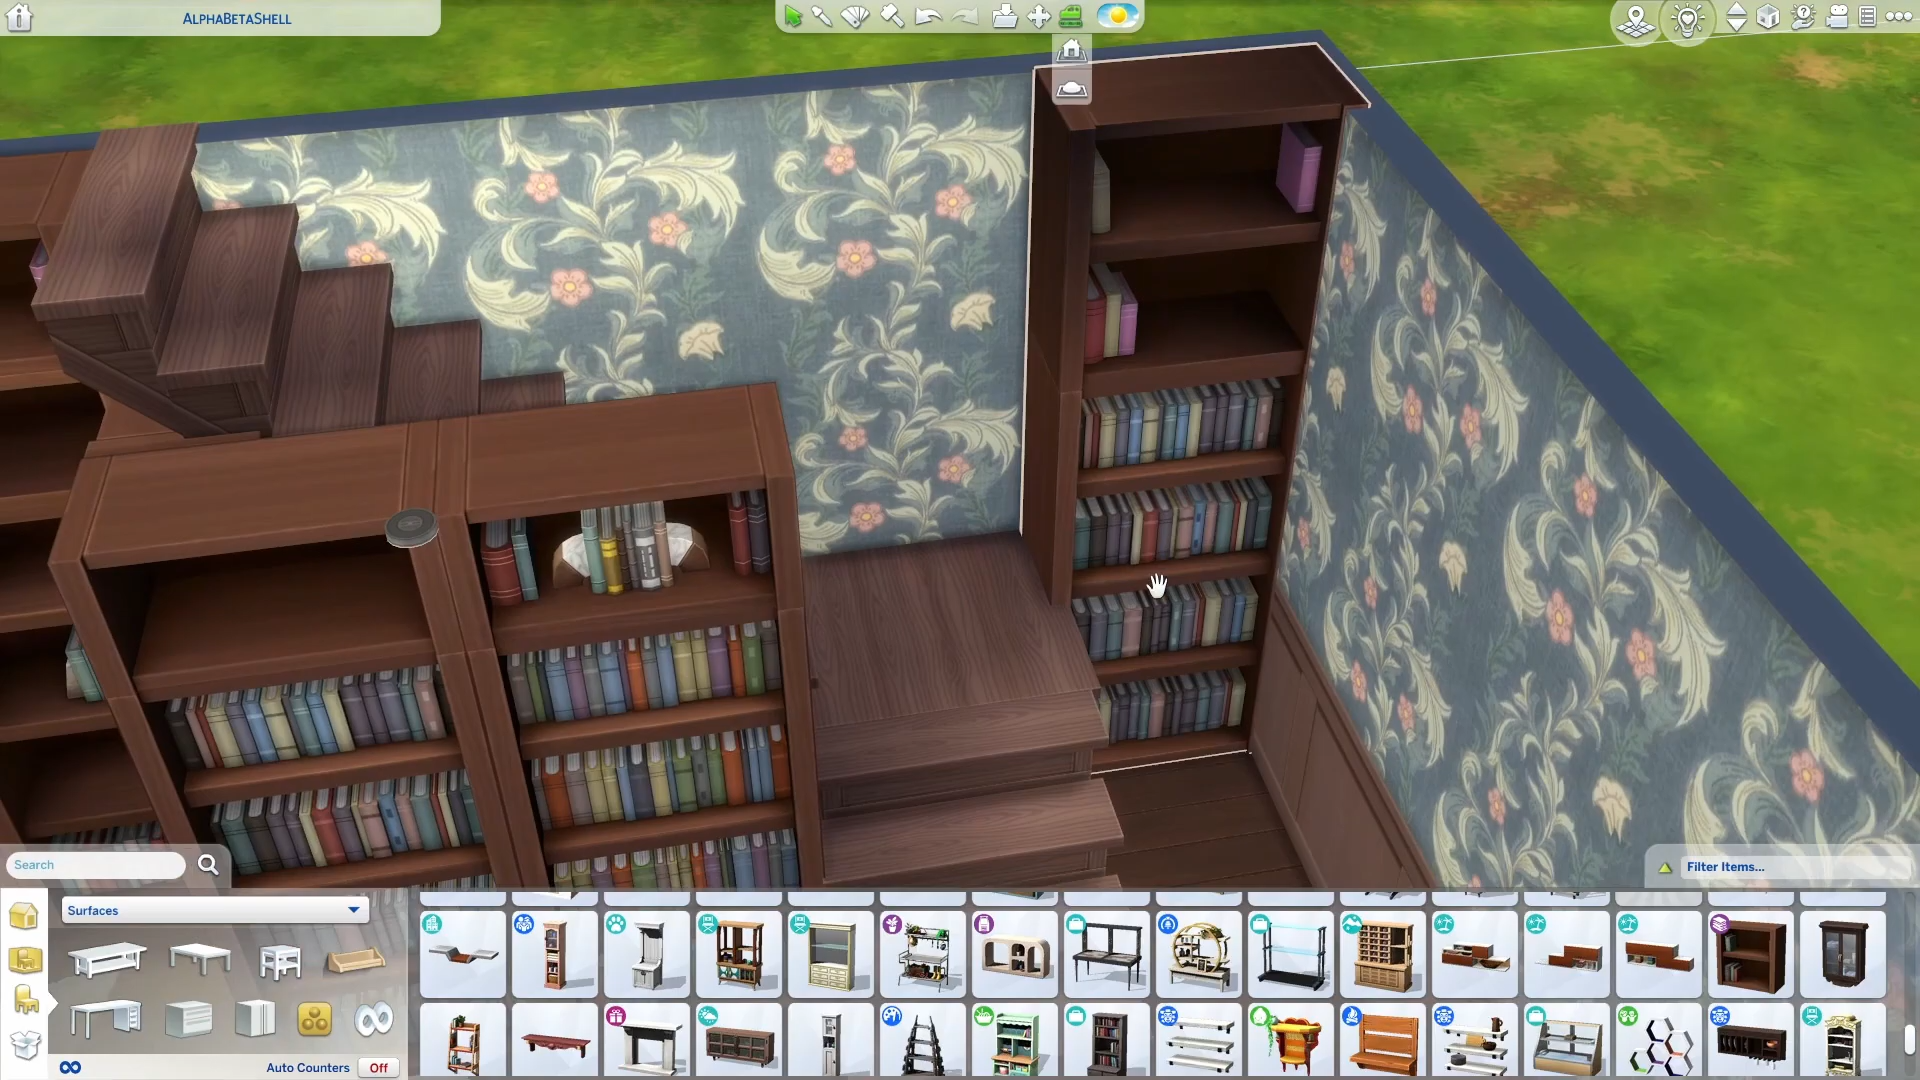 AlphaBetaShell
Search
Filter Items...
Surfaces
Auto Counters
Off